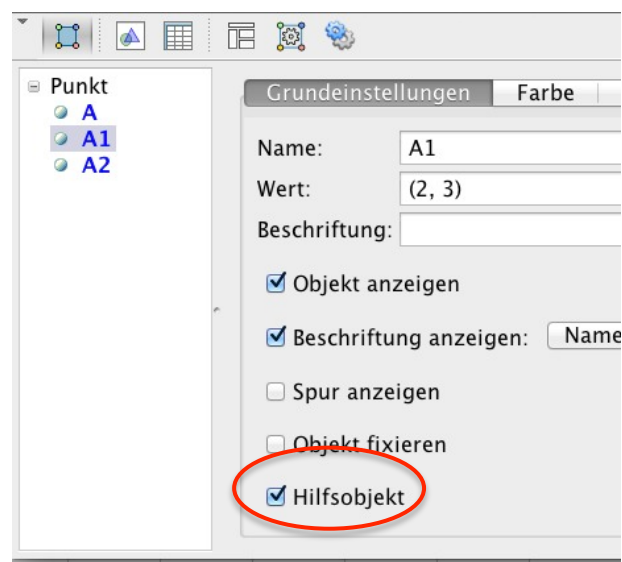 Punkt
A
A1
A2
Grundeinstellungen Farbe
Name: A1
Wert: (2, 3)
Beschriftung:
Objekt anzeigen
Beschriftung anzeigen: Name
Spur anzeigen
Objekt fixieren
Hilfsobjekt